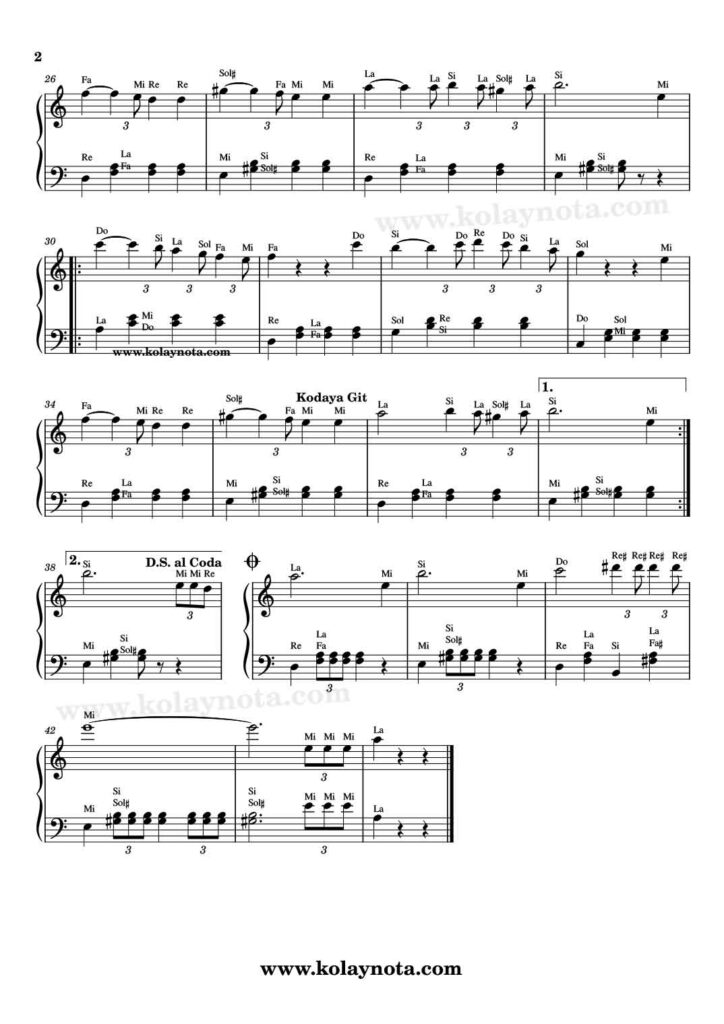 2
26 Fa Mi Re Re Sol# Fa Mi Mi La La Si La Sol# La Si Mi
3 3 3 3
Re La Fa Mi Si Sol# Re La Fa Mi Si Sol#
www.kolaynota.com
30 Do Si La Sol Fa Mi Fa Do Si Do Re Do Si La Sol Mi
3 3 3 3
La Mi Do Re La Fa Sol Re Si Do Sol Mi
www.kolaynota.com
Kodaya Git 1.
34 Fa Mi Re Re Sol# Fa Mi Mi La Si La Sol# La Si Mi
3 3 3 3
Re La Fa Mi Si Sol# Re La Fa Mi Si Sol#
2. D.S. al Coda
38 Si Mi Mi Re La Mi Si Mi Do Re# Re# Re# Re#
3 3 3
Mi Si Sol# Re La Fa Mi Si Sol# Re La Fa Si La Fa#
3 3
www.kolaynota.com
42 Mi Mi Mi Mi La
3
Mi Si Sol# Si Sol# Mi Mi Mi La
3 3 3
www.kolaynota.com